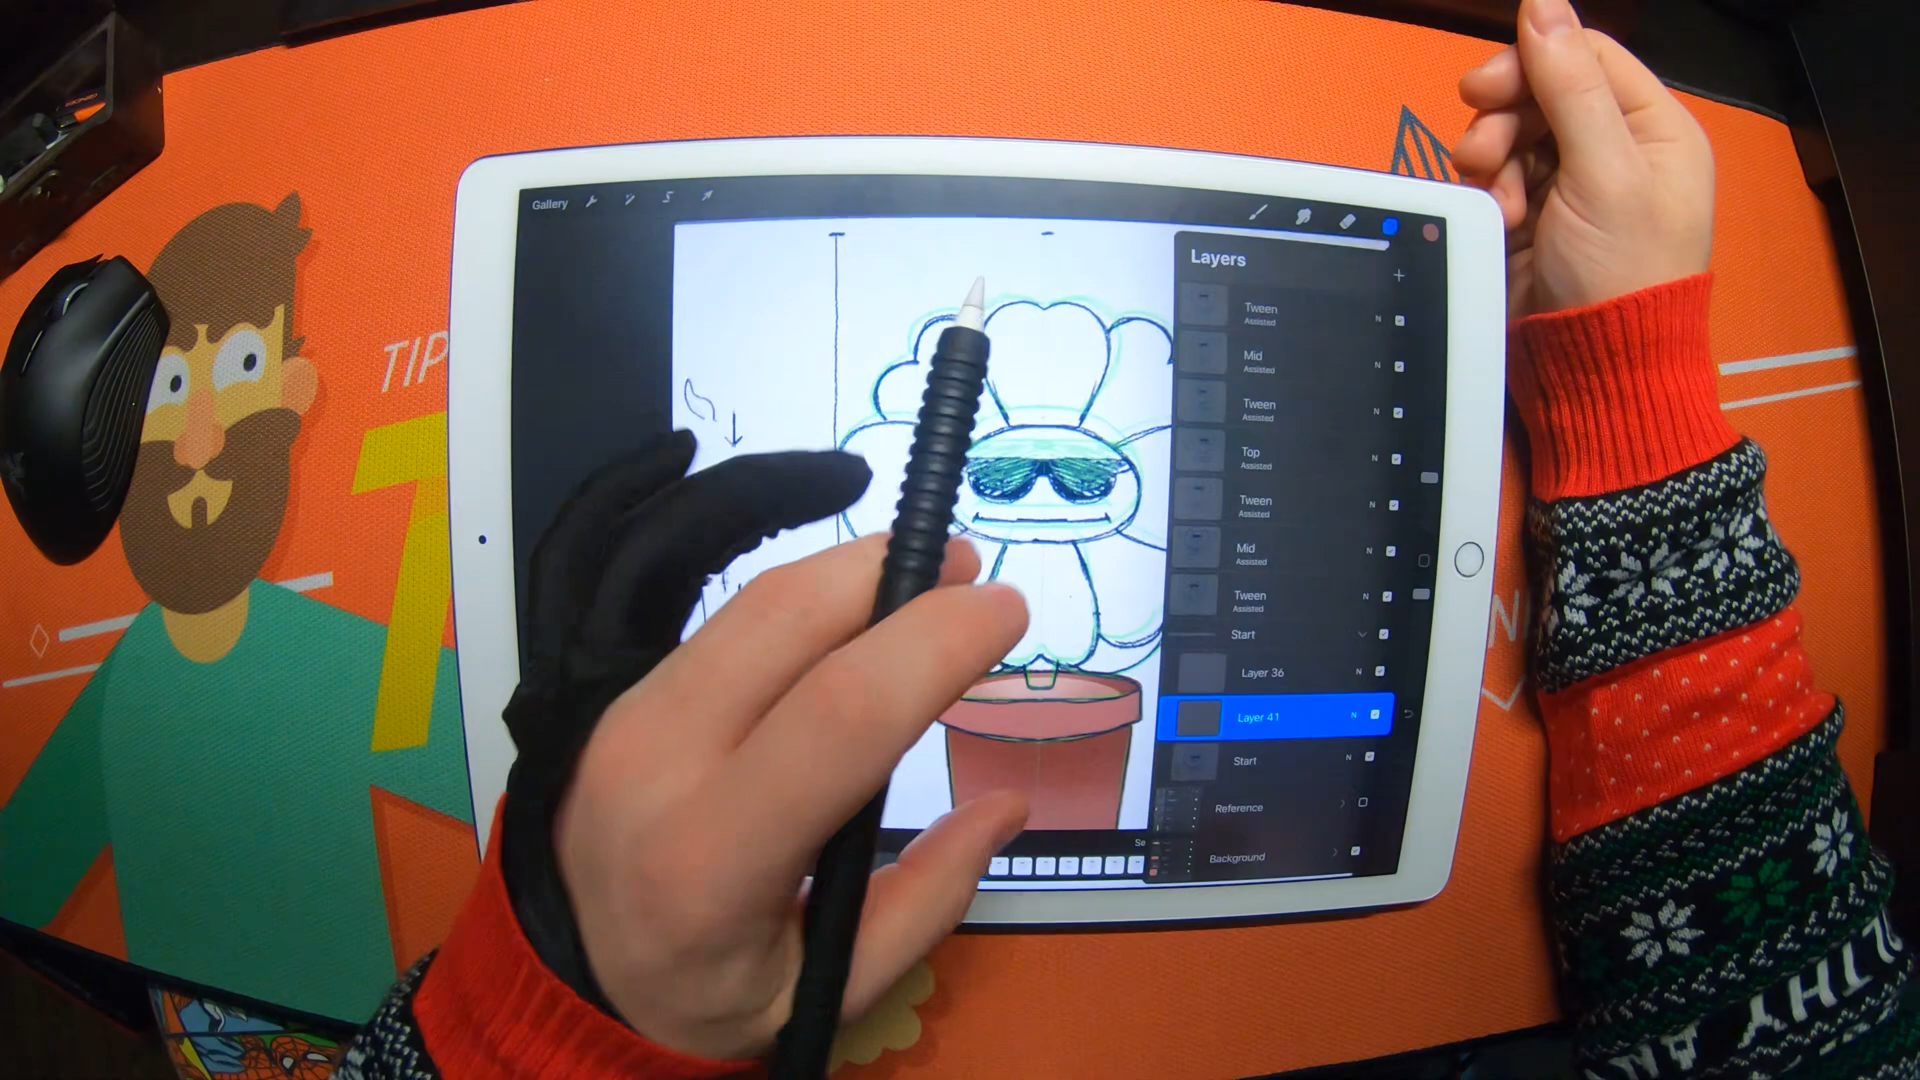 Gallery
Layers
Tween
Assisted
N
Mid
Assisted
N
Tween
Assisted
N
Top
Assisted
N
Tween
Assisted
N
Mid
Assisted
N
Tween
Assisted
N
Start
Layer 36
N
Layer 41
N
Start
N
Reference
Background
Se
TIP
T
N